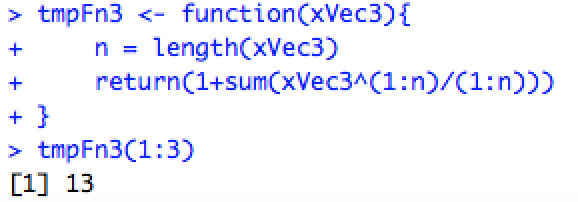 > tmpFn3 <- function(xVec3){
+     n = length(xVec3)
+     return(1+sum(xVec3^(1:n)/(1:n)))
+ }
> tmpFn3(1:3)
[1] 13